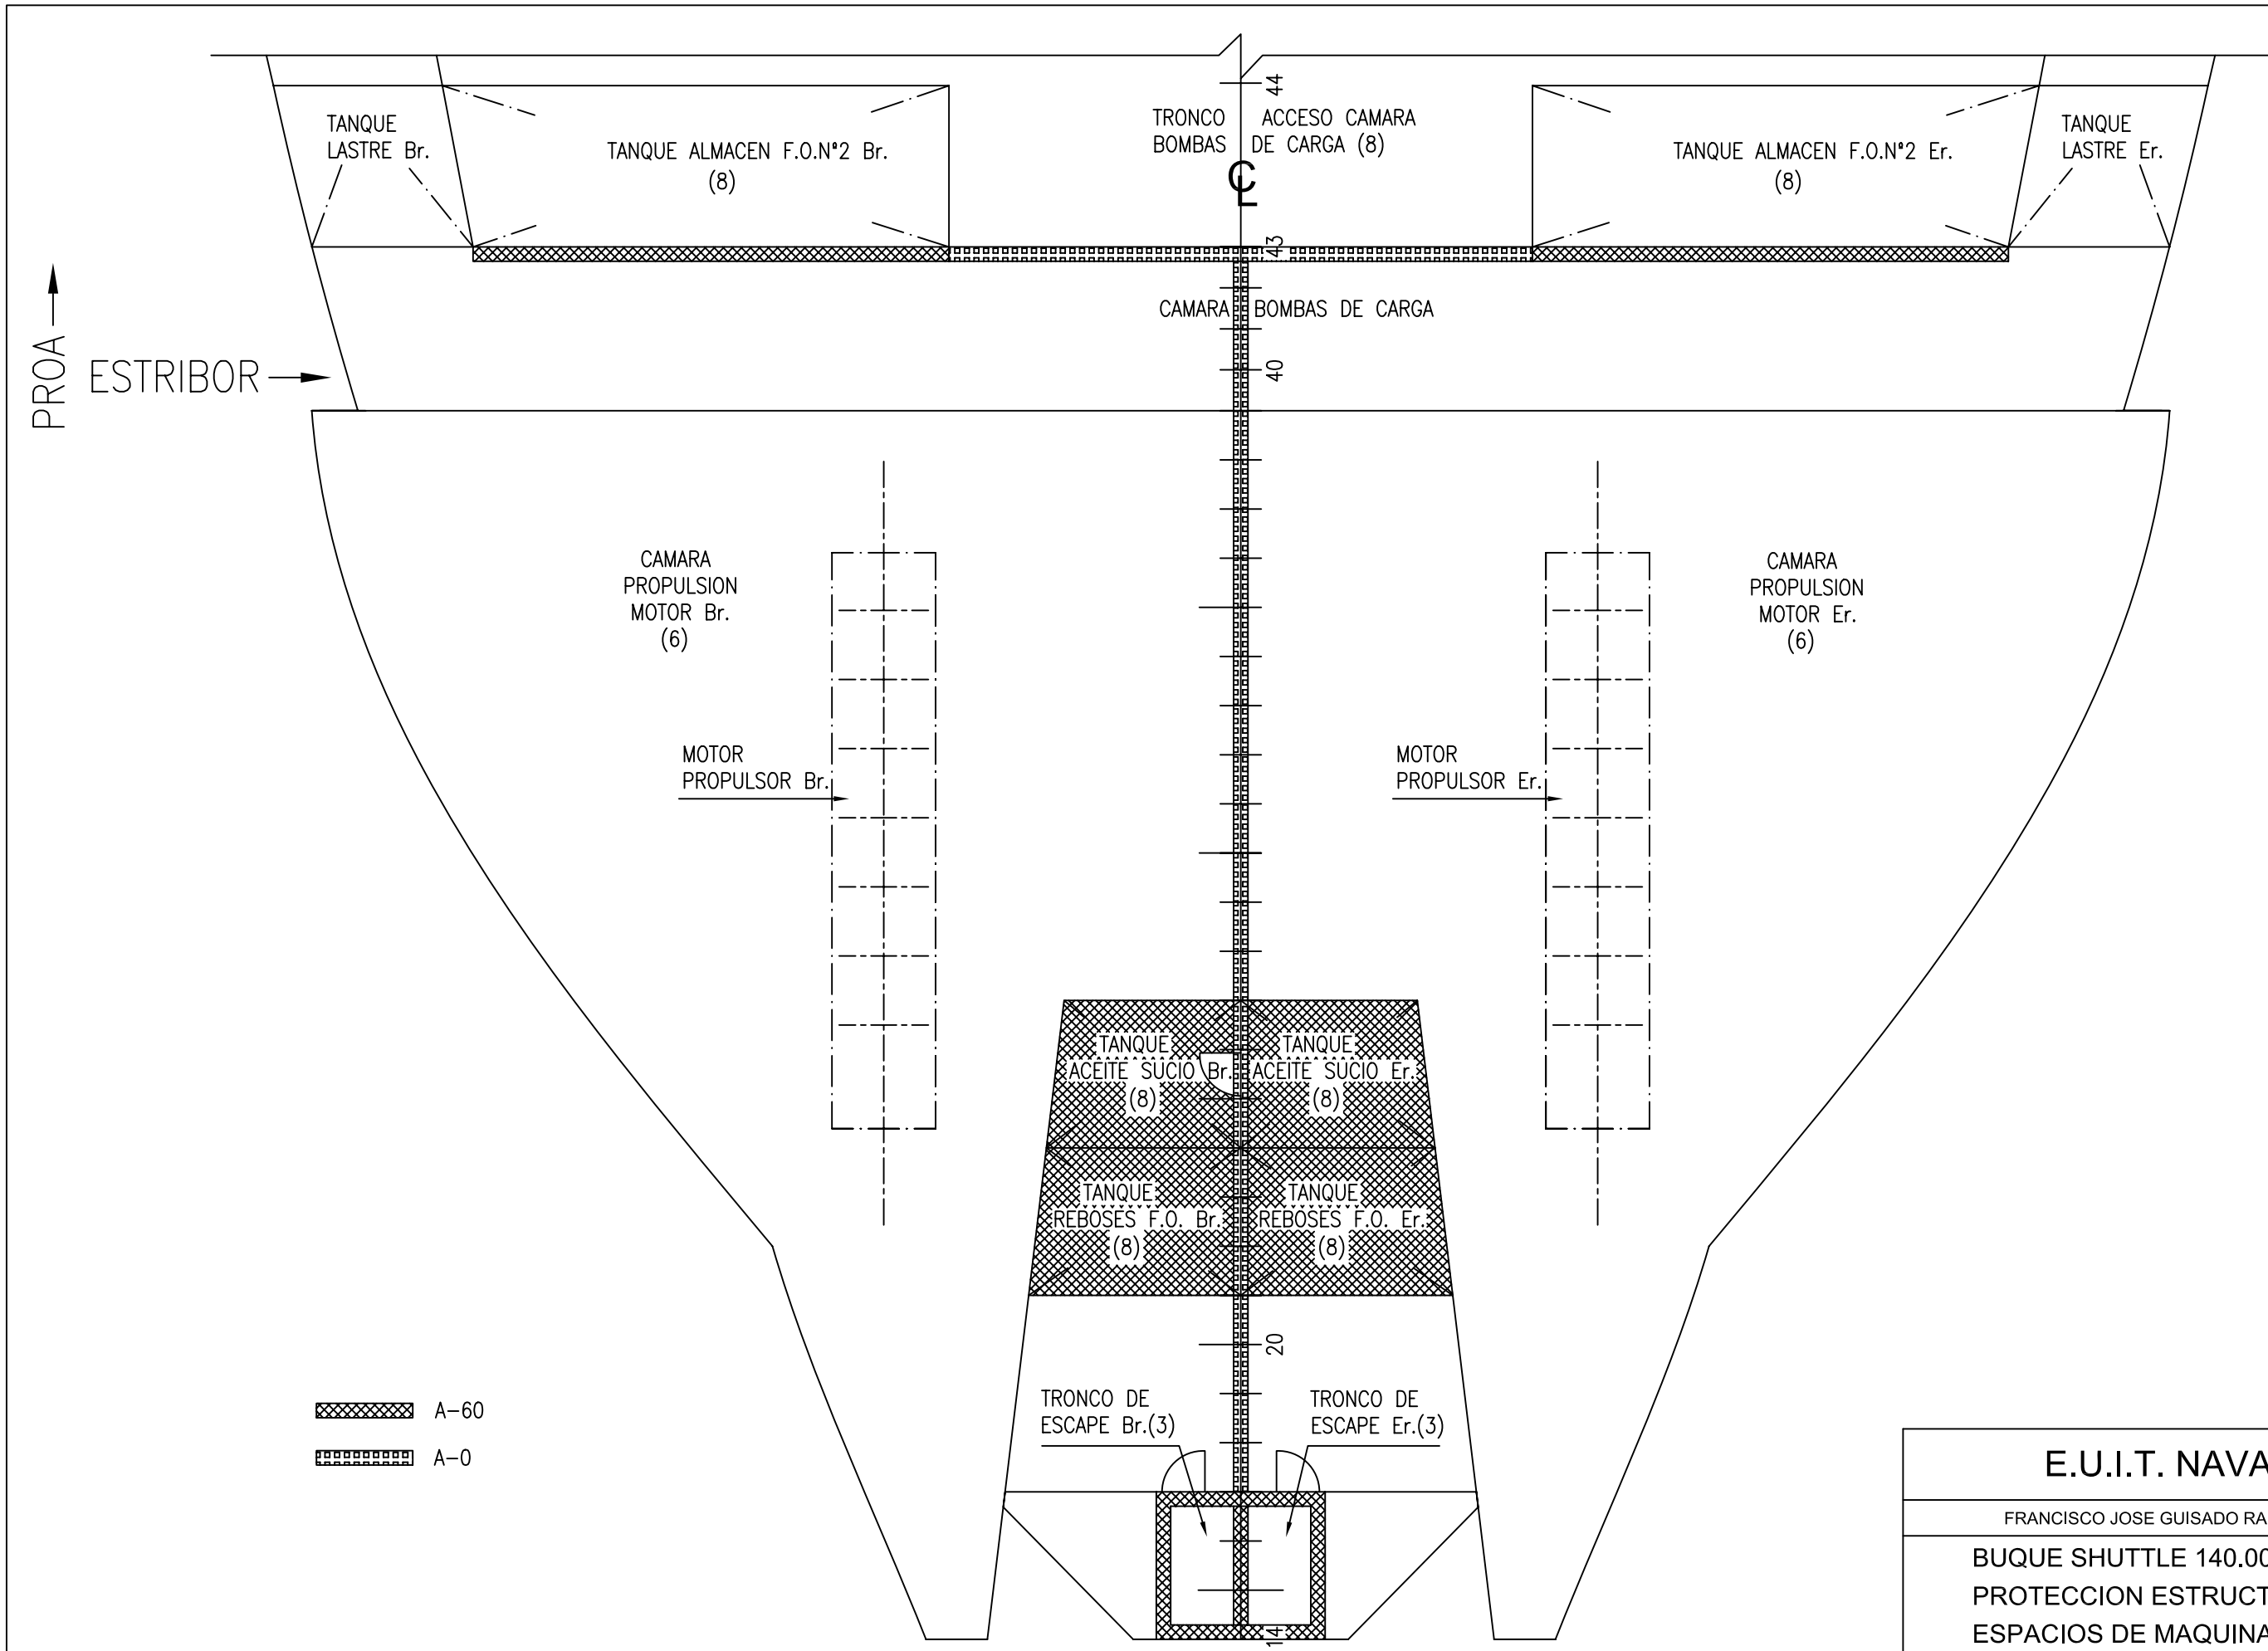 44
TRONCO ACCESO CAMARA
BOMBAS DE CARGA (8)
TANQUE
LASTRE Br.
TANQUE ALMACEN F.O.Nº2 Br.
(8)
TANQUE ALMACEN F.O.Nº2 Er.
(8)
TANQUE
LASTRE Er.
CL
43
CAMARA BOMBAS DE CARGA
PROA
ESTRIBOR
40
CAMARA
PROPULSION
MOTOR Br.
(6)
CAMARA
PROPULSION
MOTOR Er.
(6)
MOTOR
PROPULSOR Br.
MOTOR
PROPULSOR Er.
TANQUE
ACEITE SUCIO Br.
(8)
TANQUE
ACEITE SUCIO Er.
(8)
TANQUE
REBOSES F.O. Br.
(8)
TANQUE
REBOSES F.O. Er.
(8)
20
TRONCO DE
ESCAPE Br.(3)
TRONCO DE
ESCAPE Er.(3)
A-60
A-0
14
E.U.I.T. NAVA
FRANCISCO JOSE GUISADO RA
BUQUE SHUTTLE 140.00
PROTECCION ESTRUCT
ESPACIOS DE MAQUINA